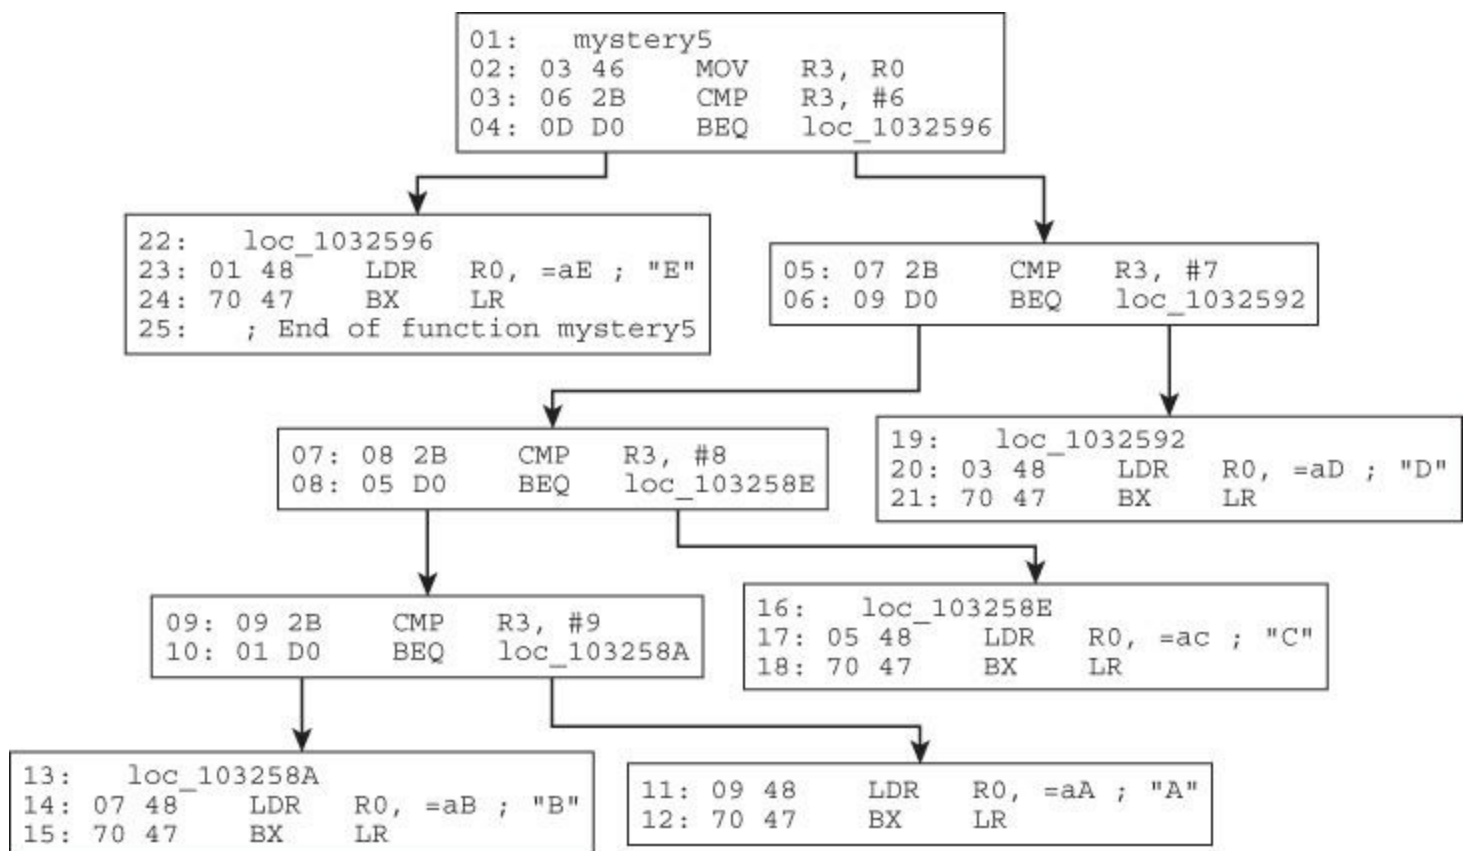 01:   mystery5
02: 03 46     MOV    R3, R0
03: 06 2B     CMP    R3, #6
04: 0D D0     BEQ    loc_1032596
22:   loc_1032596
23: 01 48     LDR    R0, =aE ; "E"
24: 70 47     BX     LR
25:   ; End of function mystery5
05: 07 2B     CMP    R3, #7
06: 09 D0     BEQ    loc_1032592
07: 08 2B     CMP    R3, #8
08: 05 D0     BEQ    loc_103258E
19:   loc_1032592
20: 03 48     LDR    R0, =aD ; "D"
21: 70 47     BX     LR
09: 09 2B     CMP    R3, #9
10: 01 D0     BEQ    loc_103258A
16:   loc_103258E
17: 05 48     LDR    R0, =ac ; "C"
18: 70 47     BX     LR
13:   loc_103258A
14: 07 48     LDR    R0, =aB ; "B"
15: 70 47     BX     LR
11: 09 48     LDR    R0, =aA ; "A"
12: 70 47     BX     LR